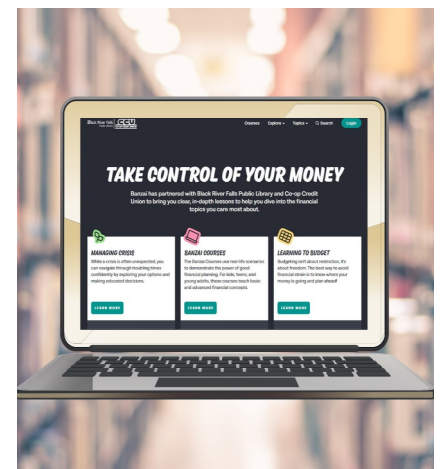 Black River Falls CCU
Public Library
Courses Explore Topics Search Login
TAKE CONTROL OF YOUR MONEY
Banzai has partnered with Black River Falls Public Library and Co-op Credit
Union to bring you clear, in-depth lessons to help you dive into the financial
topics you care most about.
MANAGING CRISIS
While a crisis is often unexpected, you
can navigate through troubling times
confidently by exploring your options and
making educated decisions.
LEARN MORE
BANZAI COURSES
The Banzai Courses use real-life scenarios
to demonstrate the power of good
financial planning. For kids, teens, and
young adults, these courses teach basic
and advanced financial concepts.
LEARN MORE
LEARNING TO BUDGET
Budgeting isn't about restriction, it's
about freedom. The best way to avoid
financial strain is to know where your
money is going and plan ahead!
LEARN MORE